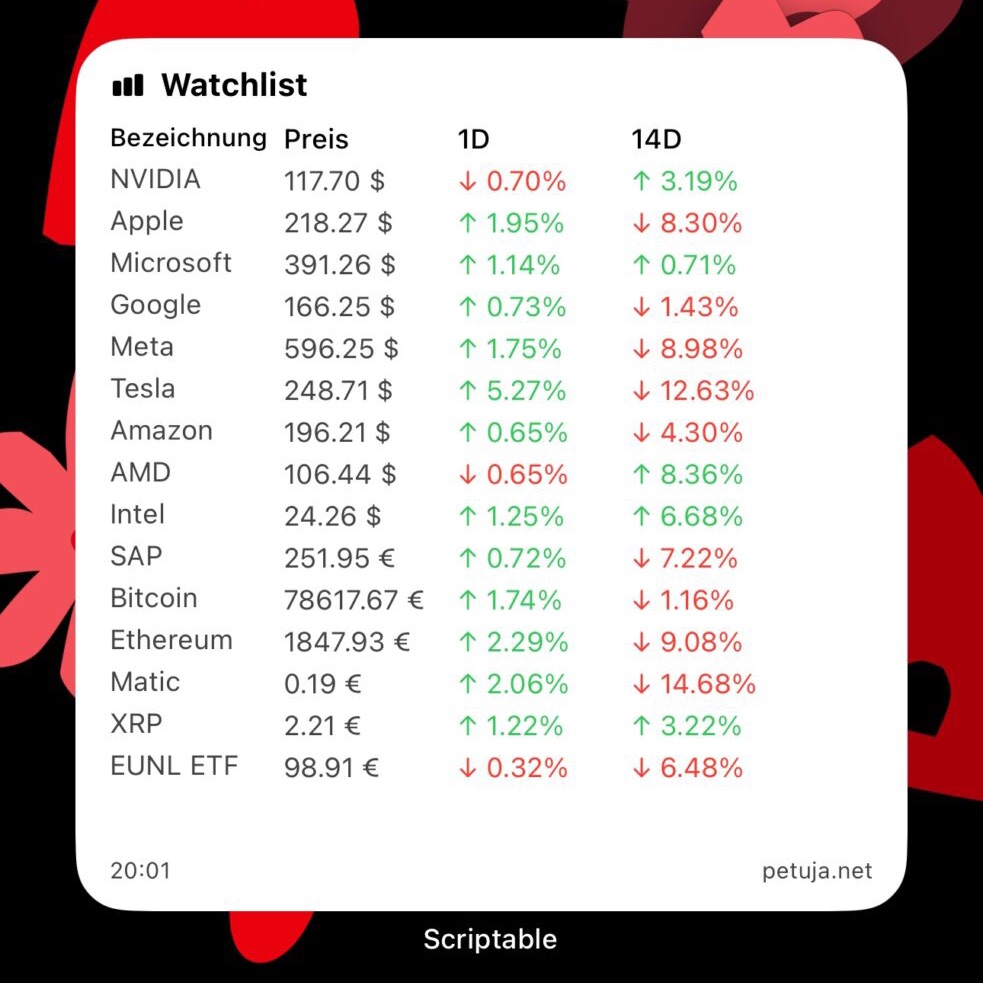 Watchlist
Bezeichnung Preis 1D 14D
NVIDIA 117.70 $ ↓ 0.70% ↑ 3.19%
Apple 218.27 $ ↑ 1.95% ↓ 8.30%
Microsoft 391.26 $ ↑ 1.14% ↑ 0.71%
Google 166.25 $ ↑ 0.73% ↓ 1.43%
Meta 596.25 $ ↑ 1.75% ↓ 8.98%
Tesla 248.71 $ ↑ 5.27% ↓ 12.63%
Amazon 196.21 $ ↑ 0.65% ↓ 4.30%
AMD 106.44 $ ↓ 0.65% ↑ 8.36%
Intel 24.26 $ ↑ 1.25% ↑ 6.68%
SAP 251.95 € ↑ 0.72% ↓ 7.22%
Bitcoin 78617.67 € ↑ 1.74% ↓ 1.16%
Ethereum 1847.93 € ↑ 2.29% ↓ 9.08%
Matic 0.19 € ↑ 2.06% ↓ 14.68%
XRP 2.21 € ↑ 1.22% ↑ 3.22%
EUNL ETF 98.91 € ↓ 0.32% ↓ 6.48%
20:01 petuja.net
Scriptable